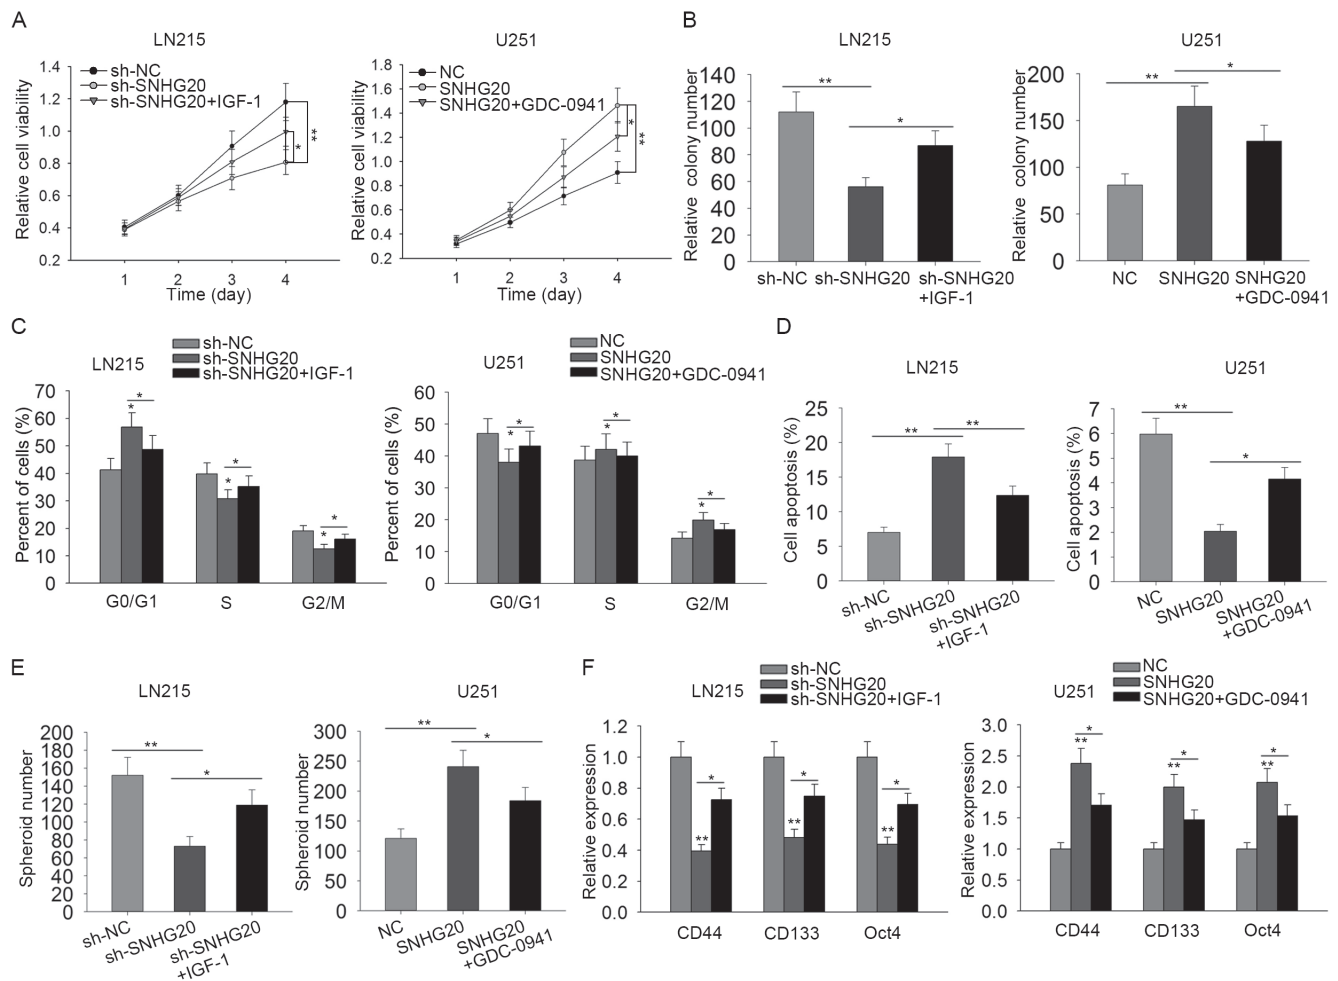 A
LN215
sh-NC
sh-SNHG20
sh-SNHG20+IGF-1
Relative cell viability
1.4
1.2
1.0
0.8
0.6
0.4
0.2
*
**
1 2 3 4
Time (day)
U251
NC
SNHG20
SNHG20+GDC-0941
Relative cell viability
1.8
1.6
1.4
1.2
1.0
0.8
0.6
0.4
0.2
*
**
1 2 3 4
Time (day)
B
LN215
Relative colony number
140
120
100
80
60
40
20
0
**
*
sh-NC sh-SNHG20 sh-SNHG20
+IGF-1
U251
Relative colony number
200
150
100
50
0
**
*
NC SNHG20 SNHG20
+GDC-0941
C
LN215
sh-NC
sh-SNHG20
sh-SNHG20+IGF-1
Percent of cells (%)
70
60
50
40
30
20
10
0
* *
* *
* *
G0/G1 S G2/M
U251
NC
SNHG20
SNHG20+GDC-0941
Percent of cells (%)
60
50
40
30
20
10
0
* *
* *
* *
G0/G1 S G2/M
D
LN215
Cell apoptosis (%)
25
20
15
10
5
0
** **
sh-NC
sh-SNHG20
sh-SNHG20
+IGF-1
U251
Cell apoptosis (%)
7
6
5
4
3
2
1
0
**
*
NC
SNHG20
SNHG20
+GDC-0941
E
LN215
Spheroid number
200
180
160
140
120
100
80
60
40
20
0
**
*
sh-NC
sh-SNHG20
sh-SNHG20
+IGF-1
U251
Spheroid number
300
250
200
150
100
50
0
**
*
NC
SNHG20
SNHG20
+GDC-0941
F
LN215
sh-NC
sh-SNHG20
sh-SNHG20+IGF-1
Relative expression
1.2
1.0
0.8
0.6
0.4
0.2
0.0
** *
** *
** *
CD44 CD133 Oct4
U251
NC
SNHG20
SNHG20+GDC-0941
Relative expression
3.0
2.5
2.0
1.5
1.0
0.5
0.0
** *
** *
** *
CD44 CD133 Oct4